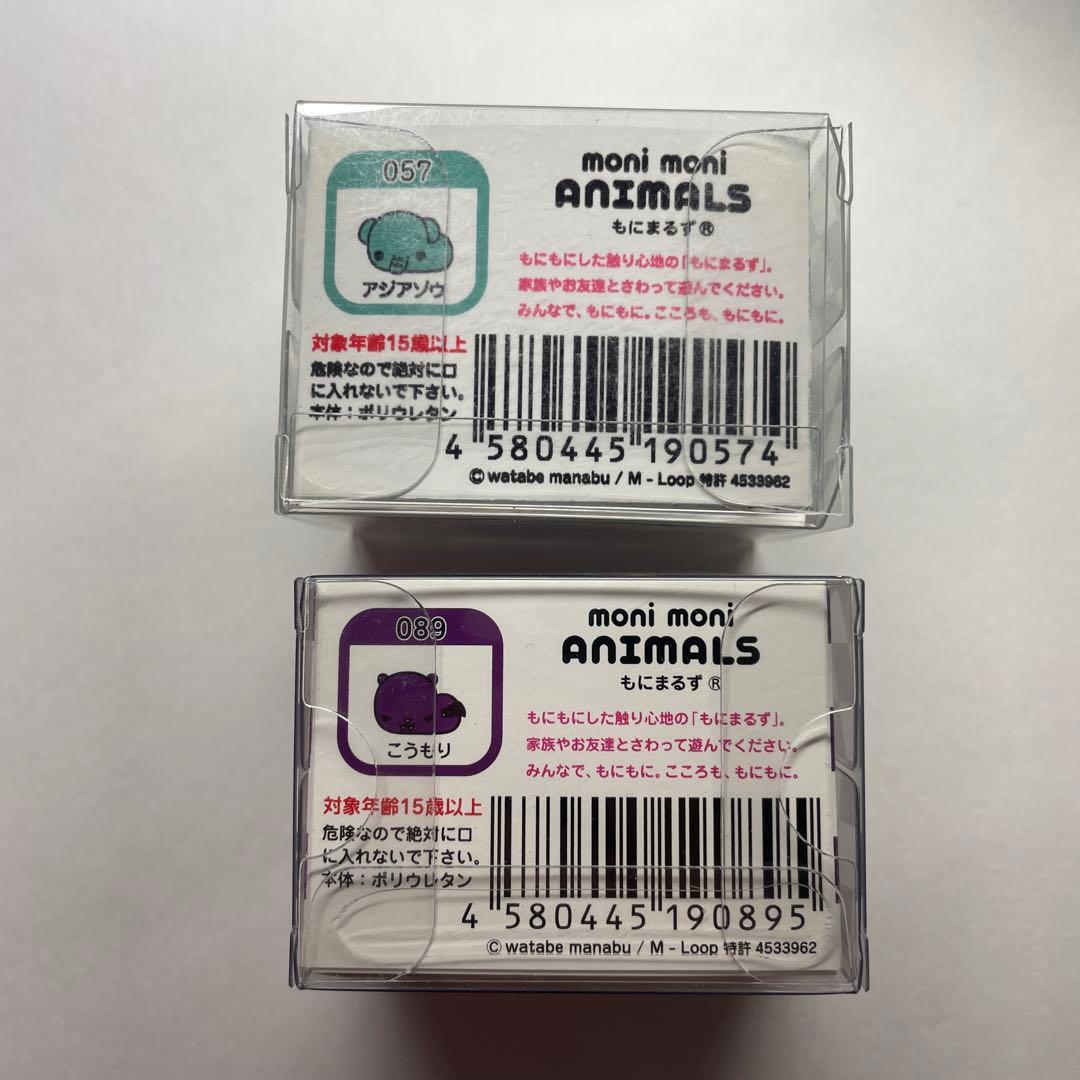 057
アジアゾウ
moni moni
ANIMALS
もにまるず®
もにもにした触り心地の「もにまるず」。
家族やお友達とさわって遊んでください。
みんなで、もにもに。こころも、もにもに。
対象年齢15歳以上
危険なので絶対に口
に入れないで下さい。
本体：ポリウレタン
4 580445 190574
© watabe manabu / M - Loop 特許 4533962
089
こうもり
moni moni
ANIMALS
もにまるず®
もにもにした触り心地の「もにまるず」。
家族やお友達とさわって遊んでください。
みんなで、もにもに。こころも、もにもに。
対象年齢15歳以上
危険なので絶対に口
に入れないで下さい。
本体：ポリウレタン
4 580445 190895
© watabe manabu / M - Loop 特許 4533962